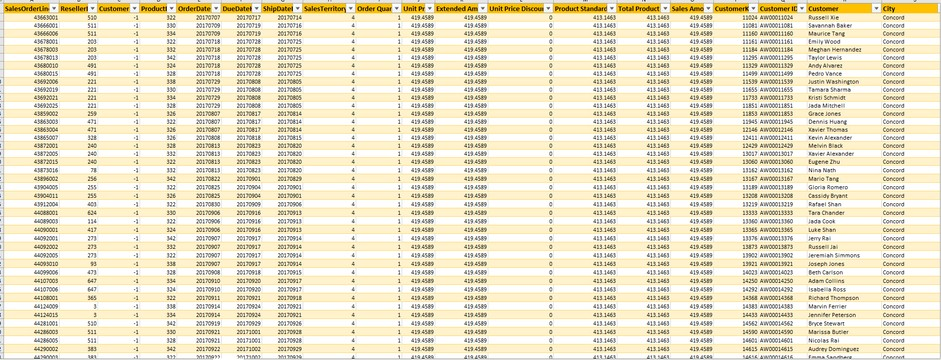 SalesOrderLin ResellerI Customer ProductI OrderDat DueDateI ShipDateI SalesTerritory Order Quan Unit Pr Extended Am Unit Price Discoun Product Standard Total Product Sales Amo CustomerK Customer ID Customer City
43663001 510 -1 322 20170707 20170717 20170714 4 1 419.4589 419.4589 0 413.1463 413.1463 419.4589 11024 AW00011024 Russell Xie Concord
43666001 511 -1 330 20170709 20170719 20170716 4 1 419.4589 419.4589 0 413.1463 413.1463 419.4589 11081 AW00011081 Savannah Baker Concord
43666006 511 -1 334 20170709 20170719 20170716 4 1 419.4589 419.4589 0 413.1463 413.1463 419.4589 11160 AW00011160 Maurice Tang Concord
43678001 203 -1 322 20170718 20170728 20170725 4 1 419.4589 419.4589 0 413.1463 413.1463 419.4589 11161 AW00011161 Emily Wood Concord
43678003 203 -1 332 20170718 20170728 20170725 4 1 419.4589 419.4589 0 413.1463 413.1463 419.4589 11184 AW00011184 Meghan Hernandez Concord
43678013 203 -1 342 20170718 20170728 20170725 4 1 419.4589 419.4589 0 413.1463 413.1463 419.4589 11295 AW00011295 Taylor Lewis Concord
43680010 491 -1 324 20170718 20170728 20170725 4 1 419.4589 419.4589 0 413.1463 413.1463 419.4589 11329 AW00011329 Andy Alvarez Concord
43680015 491 -1 328 20170718 20170728 20170725 4 1 419.4589 419.4589 0 413.1463 413.1463 419.4589 11499 AW00011499 Pedro Vance Concord
43692006 221 -1 338 20170729 20170808 20170805 4 1 419.4589 419.4589 0 413.1463 413.1463 419.4589 11539 AW00011539 Justin Washington Concord
43692019 221 -1 330 20170729 20170808 20170805 4 1 419.4589 419.4589 0 413.1463 413.1463 419.4589 11655 AW00011655 Tamara Sharma Concord
43692021 221 -1 334 20170729 20170808 20170805 4 1 419.4589 419.4589 0 413.1463 413.1463 419.4589 11733 AW00011733 Kristi Schmidt Concord
43692025 221 -1 328 20170729 20170808 20170805 4 1 419.4589 419.4589 0 413.1463 413.1463 419.4589 11851 AW00011851 Jada Mitchell Concord
43859002 259 -1 326 20170807 20170817 20170814 4 1 419.4589 419.4589 0 413.1463 413.1463 419.4589 11853 AW00011853 Grace Jones Concord
43863003 471 -1 322 20170807 20170817 20170814 4 1 419.4589 419.4589 0 413.1463 413.1463 419.4589 11945 AW00011945 Dennis Huang Concord
43863004 471 -1 326 20170807 20170817 20170814 4 1 419.4589 419.4589 0 413.1463 413.1463 419.4589 12146 AW00012146 Xavier Thomas Concord
43865007 328 -1 326 20170808 20170818 20170815 4 1 419.4589 419.4589 0 413.1463 413.1463 419.4589 12411 AW00012411 Kevin Alexander Concord
43872001 240 -1 328 20170813 20170823 20170820 4 1 419.4589 419.4589 0 413.1463 413.1463 419.4589 12429 AW00012429 Melvin Black Concord
43872005 240 -1 342 20170813 20170823 20170820 4 1 419.4589 419.4589 0 413.1463 413.1463 419.4589 13017 AW00013017 Xavier Alexander Concord
43872015 240 -1 322 20170813 20170823 20170820 4 1 419.4589 419.4589 0 413.1463 413.1463 419.4589 13060 AW00013060 Eugene Zhu Concord
43873016 78 -1 332 20170813 20170823 20170820 4 1 419.4589 419.4589 0 413.1463 413.1463 419.4589 13162 AW00013162 Nina Nath Concord
43896002 256 -1 342 20170822 20170901 20170829 4 1 419.4589 419.4589 0 413.1463 413.1463 419.4589 13167 AW00013167 Mario Tang Concord
43904005 255 -1 322 20170825 20170904 20170901 4 1 419.4589 419.4589 0 413.1463 413.1463 419.4589 13189 AW00013189 Gloria Romero Concord
43904011 255 -1 326 20170825 20170904 20170901 4 1 419.4589 419.4589 0 413.1463 413.1463 419.4589 13208 AW00013208 Cassidy Bryant Concord
43912004 403 -1 322 20170830 20170909 20170906 4 1 419.4589 419.4589 0 413.1463 413.1463 419.4589 13219 AW00013219 Rafael Shan Concord
44088001 624 -1 330 20170906 20170916 20170913 4 1 419.4589 419.4589 0 413.1463 413.1463 419.4589 13333 AW00013333 Tara Chander Concord
44089003 114 -1 322 20170906 20170916 20170913 4 1 419.4589 419.4589 0 413.1463 413.1463 419.4589 13360 AW00013360 Jada Cook Concord
44090001 417 -1 324 20170906 20170916 20170913 4 1 419.4589 419.4589 0 413.1463 413.1463 419.4589 13365 AW00013365 Luke Shan Concord
44092001 273 -1 342 20170907 20170917 20170914 4 1 419.4589 419.4589 0 413.1463 413.1463 419.4589 13376 AW00013376 Jerry Rai Concord
44092002 273 -1 332 20170907 20170917 20170914 4 1 419.4589 419.4589 0 413.1463 413.1463 419.4589 13873 AW00013873 Russell Jai Concord
44092005 273 -1 322 20170907 20170917 20170914 4 1 419.4589 419.4589 0 413.1463 413.1463 419.4589 13902 AW00013902 Jeremiah Simmons Concord
44093010 93 -1 338 20170907 20170917 20170914 4 1 419.4589 419.4589 0 413.1463 413.1463 419.4589 13921 AW00013921 Joseph Jones Concord
44099006 473 -1 328 20170908 20170918 20170915 4 1 419.4589 419.4589 0 413.1463 413.1463 419.4589 14023 AW00014023 Beth Carlson Concord
44107003 647 -1 334 20170910 20170920 20170917 4 1 419.4589 419.4589 0 413.1463 413.1463 419.4589 14250 AW00014250 Adam Collins Concord
44107006 647 -1 324 20170910 20170920 20170917 4 1 419.4589 419.4589 0 413.1463 413.1463 419.4589 14292 AW00014292 Isabella Ross Concord
44108001 365 -1 322 20170911 20170921 20170918 4 1 419.4589 419.4589 0 413.1463 413.1463 419.4589 14368 AW00014368 Richard Thompson Concord
44124009 3 -1 338 20170914 20170924 20170921 4 1 419.4589 419.4589 0 413.1463 413.1463 419.4589 14383 AW00014383 Marvin Ferrier Concord
44124015 3 -1 334 20170914 20170924 20170921 4 1 419.4589 419.4589 0 413.1463 413.1463 419.4589 14433 AW00014433 Jennifer Peterson Concord
44281001 510 -1 342 20170919 20170929 20170926 4 1 419.4589 419.4589 0 413.1463 413.1463 419.4589 14562 AW00014562 Bryce Stewart Concord
44286003 511 -1 330 20170921 20171001 20170928 4 1 419.4589 419.4589 0 413.1463 413.1463 419.4589 14590 AW00014590 Marissa Butler Concord
44286005 511 -1 328 20170921 20171001 20170928 4 1 419.4589 419.4589 0 413.1463 413.1463 419.4589 14601 AW00014601 Nicolas Rai Concord
44290002 383 -1 326 20170922 20171002 20170929 4 1 419.4589 419.4589 0 413.1463 413.1463 419.4589 14615 AW00014615 Audrey Dominguez Concord
44290003 383 -1 322